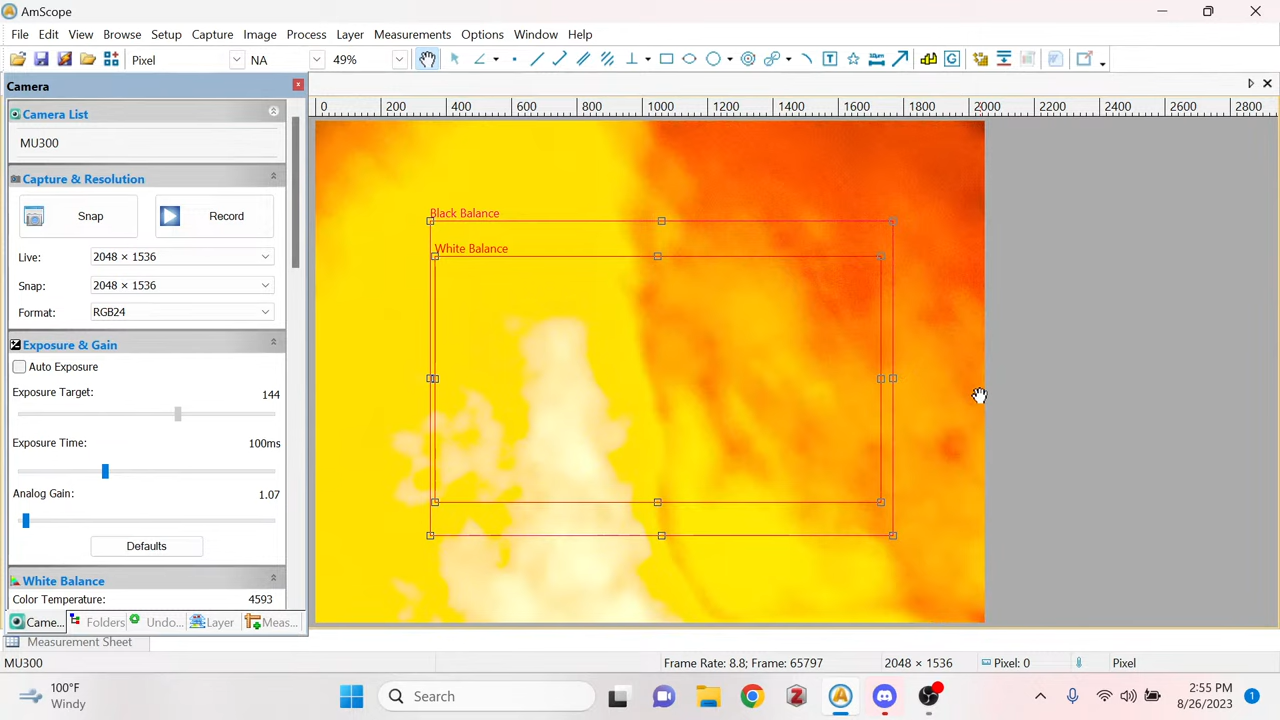 AmScope
File Edit View Browse Setup Capture Image Process Layer Measurements Options Window Help
Pixel NA 49%
Camera
0 200 400 600 800 1000 1200 1400 1600 1800 2000 2200 2400 2600 2800
Camera List
MU300
Capture & Resolution
Snap Record
Live: 2048 × 1536
Snap: 2048 × 1536
Format: RGB24
Exposure & Gain
Auto Exposure
Exposure Target: 144
Exposure Time: 100ms
Analog Gain: 1.07
Defaults
White Balance
Color Temperature: 4593
Came... Folders Undo... Layer Meas...
Black Balance
White Balance
Measurement Sheet
MU300 Frame Rate: 8.8; Frame: 65797 2048 × 1536 Pixel: 0 Pixel
100°F
Windy
Search
2:55 PM
8/26/2023
1